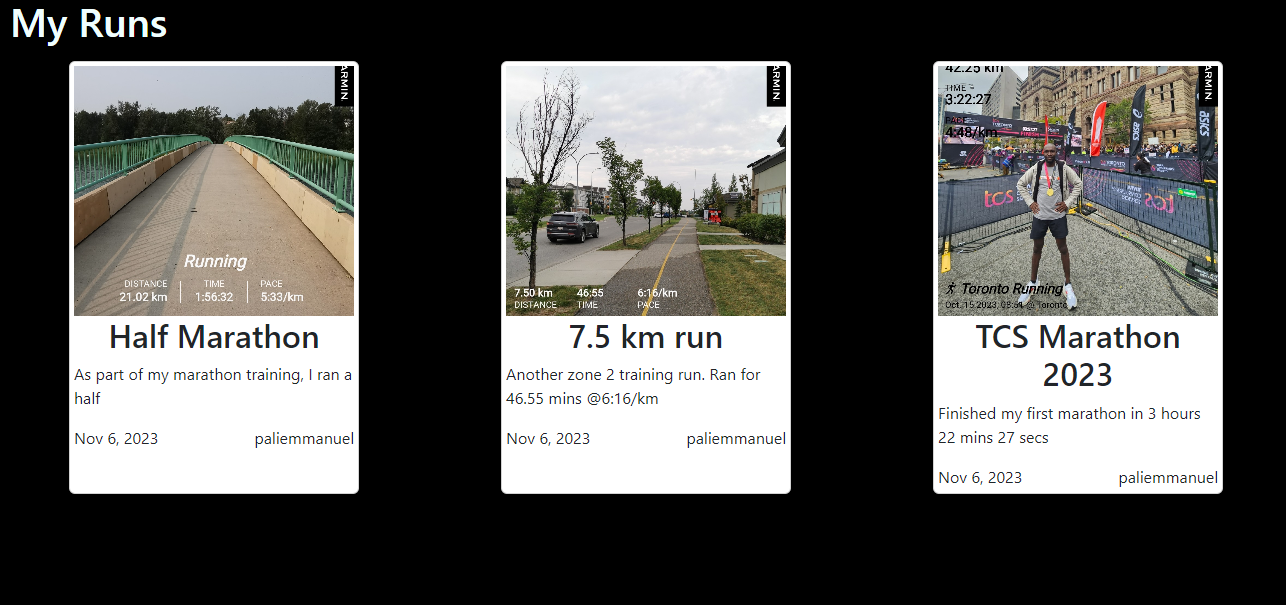 My Runs
ARMIN
Running
DISTANCE TIME PACE
21.02 km 1:56:32 5:33/km
Half Marathon
As part of my marathon training, I ran a
half
Nov 6, 2023 paliemmanuel
ARMIN
7.50 km 46:55 6:16/km
DISTANCE TIME PACE
7.5 km run
Another zone 2 training run. Ran for
46.55 mins @6:16/km
Nov 6, 2023 paliemmanuel
42.25 km
ARMIN
TIME
3:22:27
PACE
4:48/km
asics
asics
tcs
tcs
Toronto Running
Oct. 15 2023, 08:51 @ Toronto
TCS Marathon
2023
Finished my first marathon in 3 hours
22 mins 27 secs
Nov 6, 2023 paliemmanuel